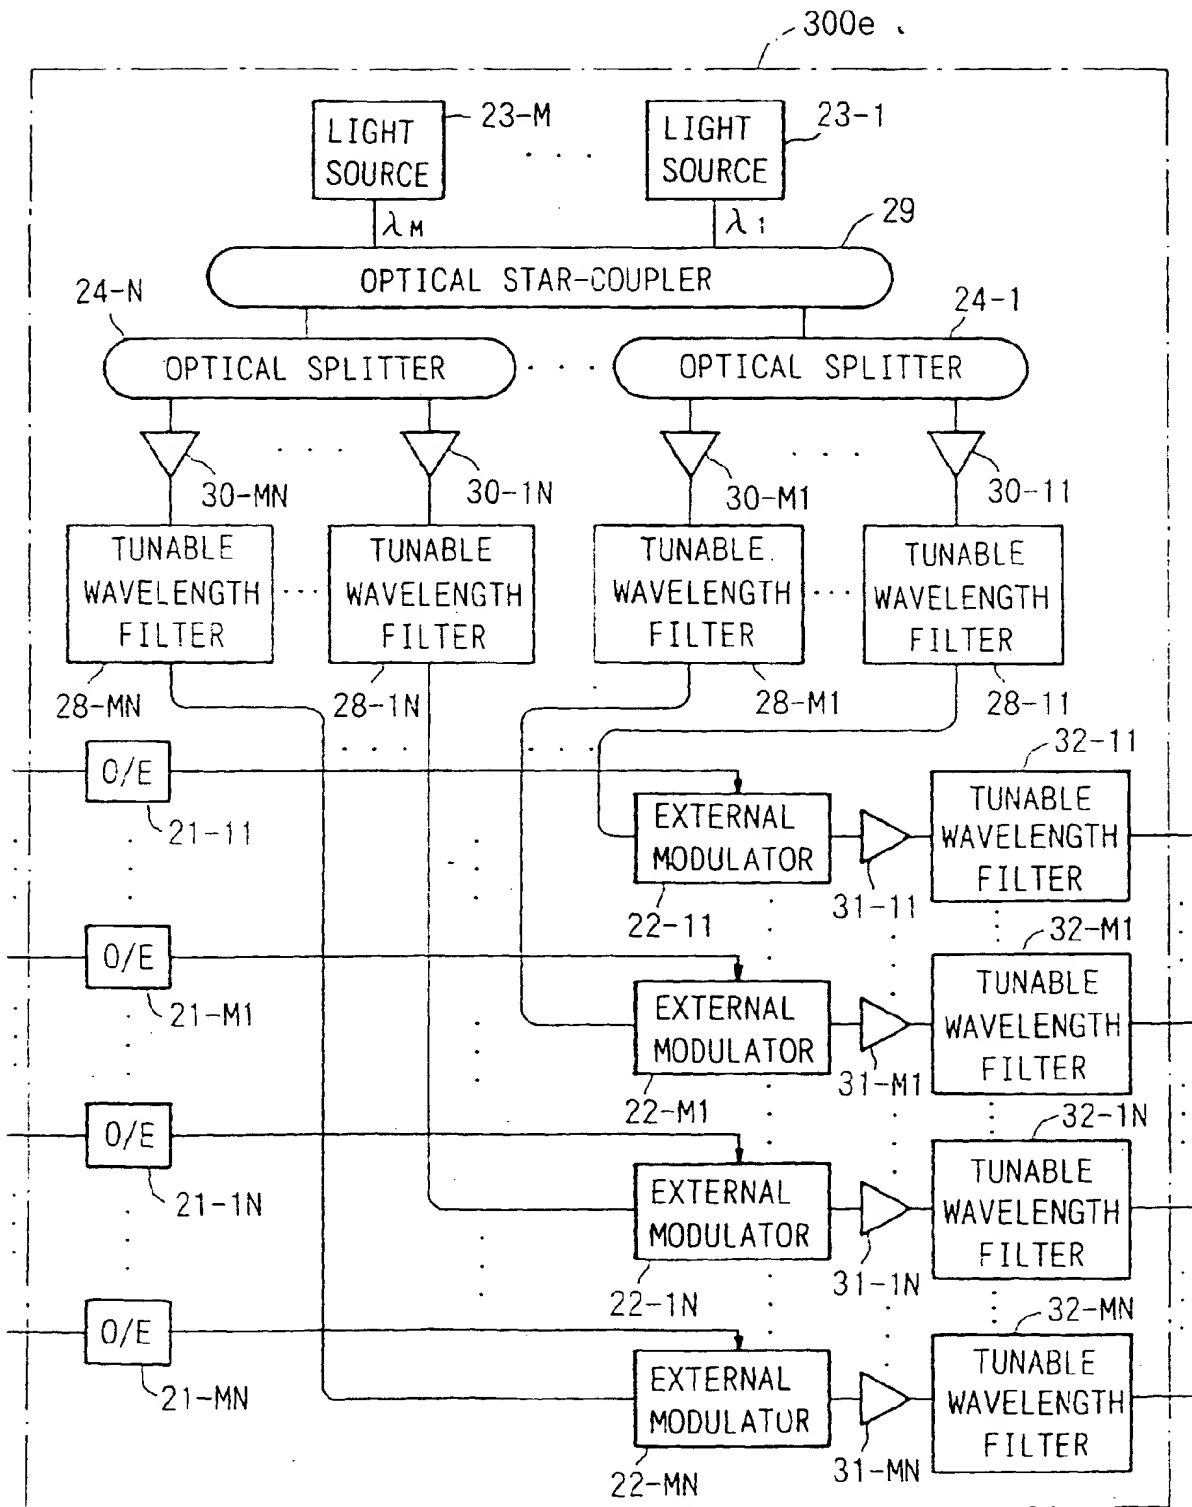 300e
LIGHT SOURCE
23-M
LIGHT SOURCE
23-1
λM
λ1
29
OPTICAL STAR-COUPLER
24-N
24-1
OPTICAL SPLITTER
OPTICAL SPLITTER
30-MN
30-1N
30-M1
30-11
TUNABLE WAVELENGTH FILTER
TUNABLE WAVELENGTH FILTER
TUNABLE WAVELENGTH FILTER
TUNABLE WAVELENGTH FILTER
28-MN
28-1N
28-M1
28-11
O/E
21-11
EXTERNAL MODULATOR
22-11
31-11
32-11
TUNABLE WAVELENGTH FILTER
O/E
21-M1
EXTERNAL MODULATOR
22-M1
31-M1
32-M1
TUNABLE WAVELENGTH FILTER
O/E
21-1N
EXTERNAL MODULATOR
22-1N
31-1N
32-1N
TUNABLE WAVELENGTH FILTER
O/E
21-MN
EXTERNAL MODULATOR
22-MN
31-MN
32-MN
TUNABLE WAVELENGTH FILTER